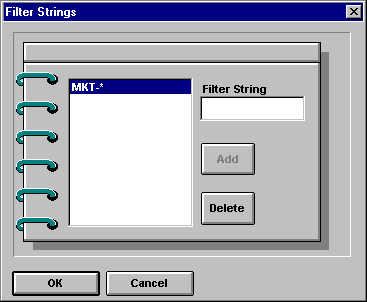 Filter Strings
MKT-*
Filter String
Add
Delete
OK
Cancel